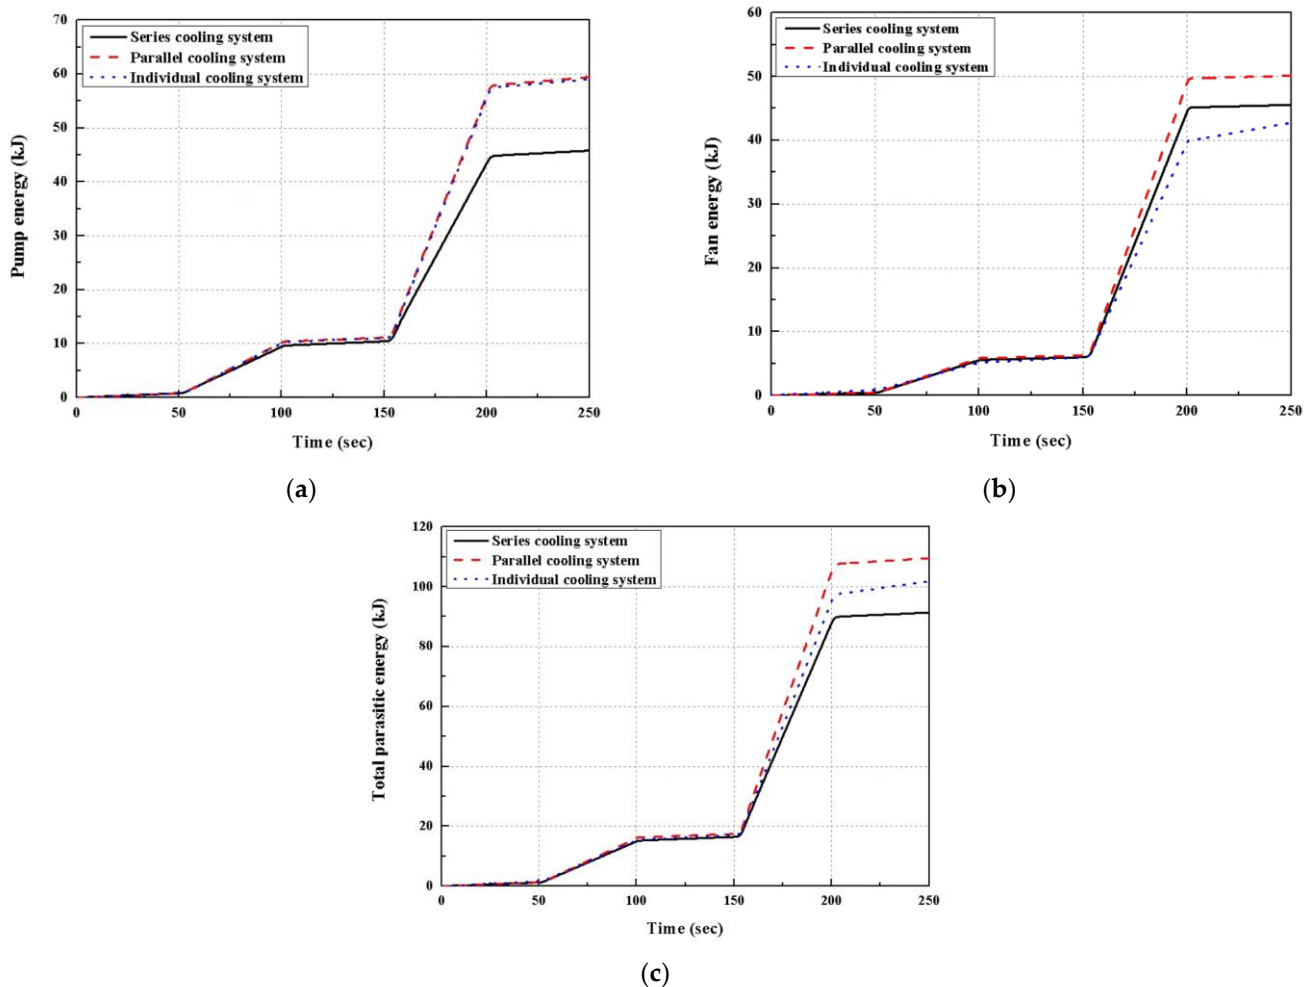 70
60
50
40
30
20
10
0
Pump energy (kJ)
Series cooling system
Parallel cooling system
Individual cooling system
0 50 100 150 200 250
Time (sec)
(a)
60
50
40
30
20
10
0
Fan energy (kJ)
Series cooling system
Parallel cooling system
Individual cooling system
0 50 100 150 200 250
Time (sec)
(b)
120
100
80
60
40
20
0
Total parasitic energy (kJ)
Series cooling system
Parallel cooling system
Individual cooling system
0 50 100 150 200 250
Time (sec)
(c)